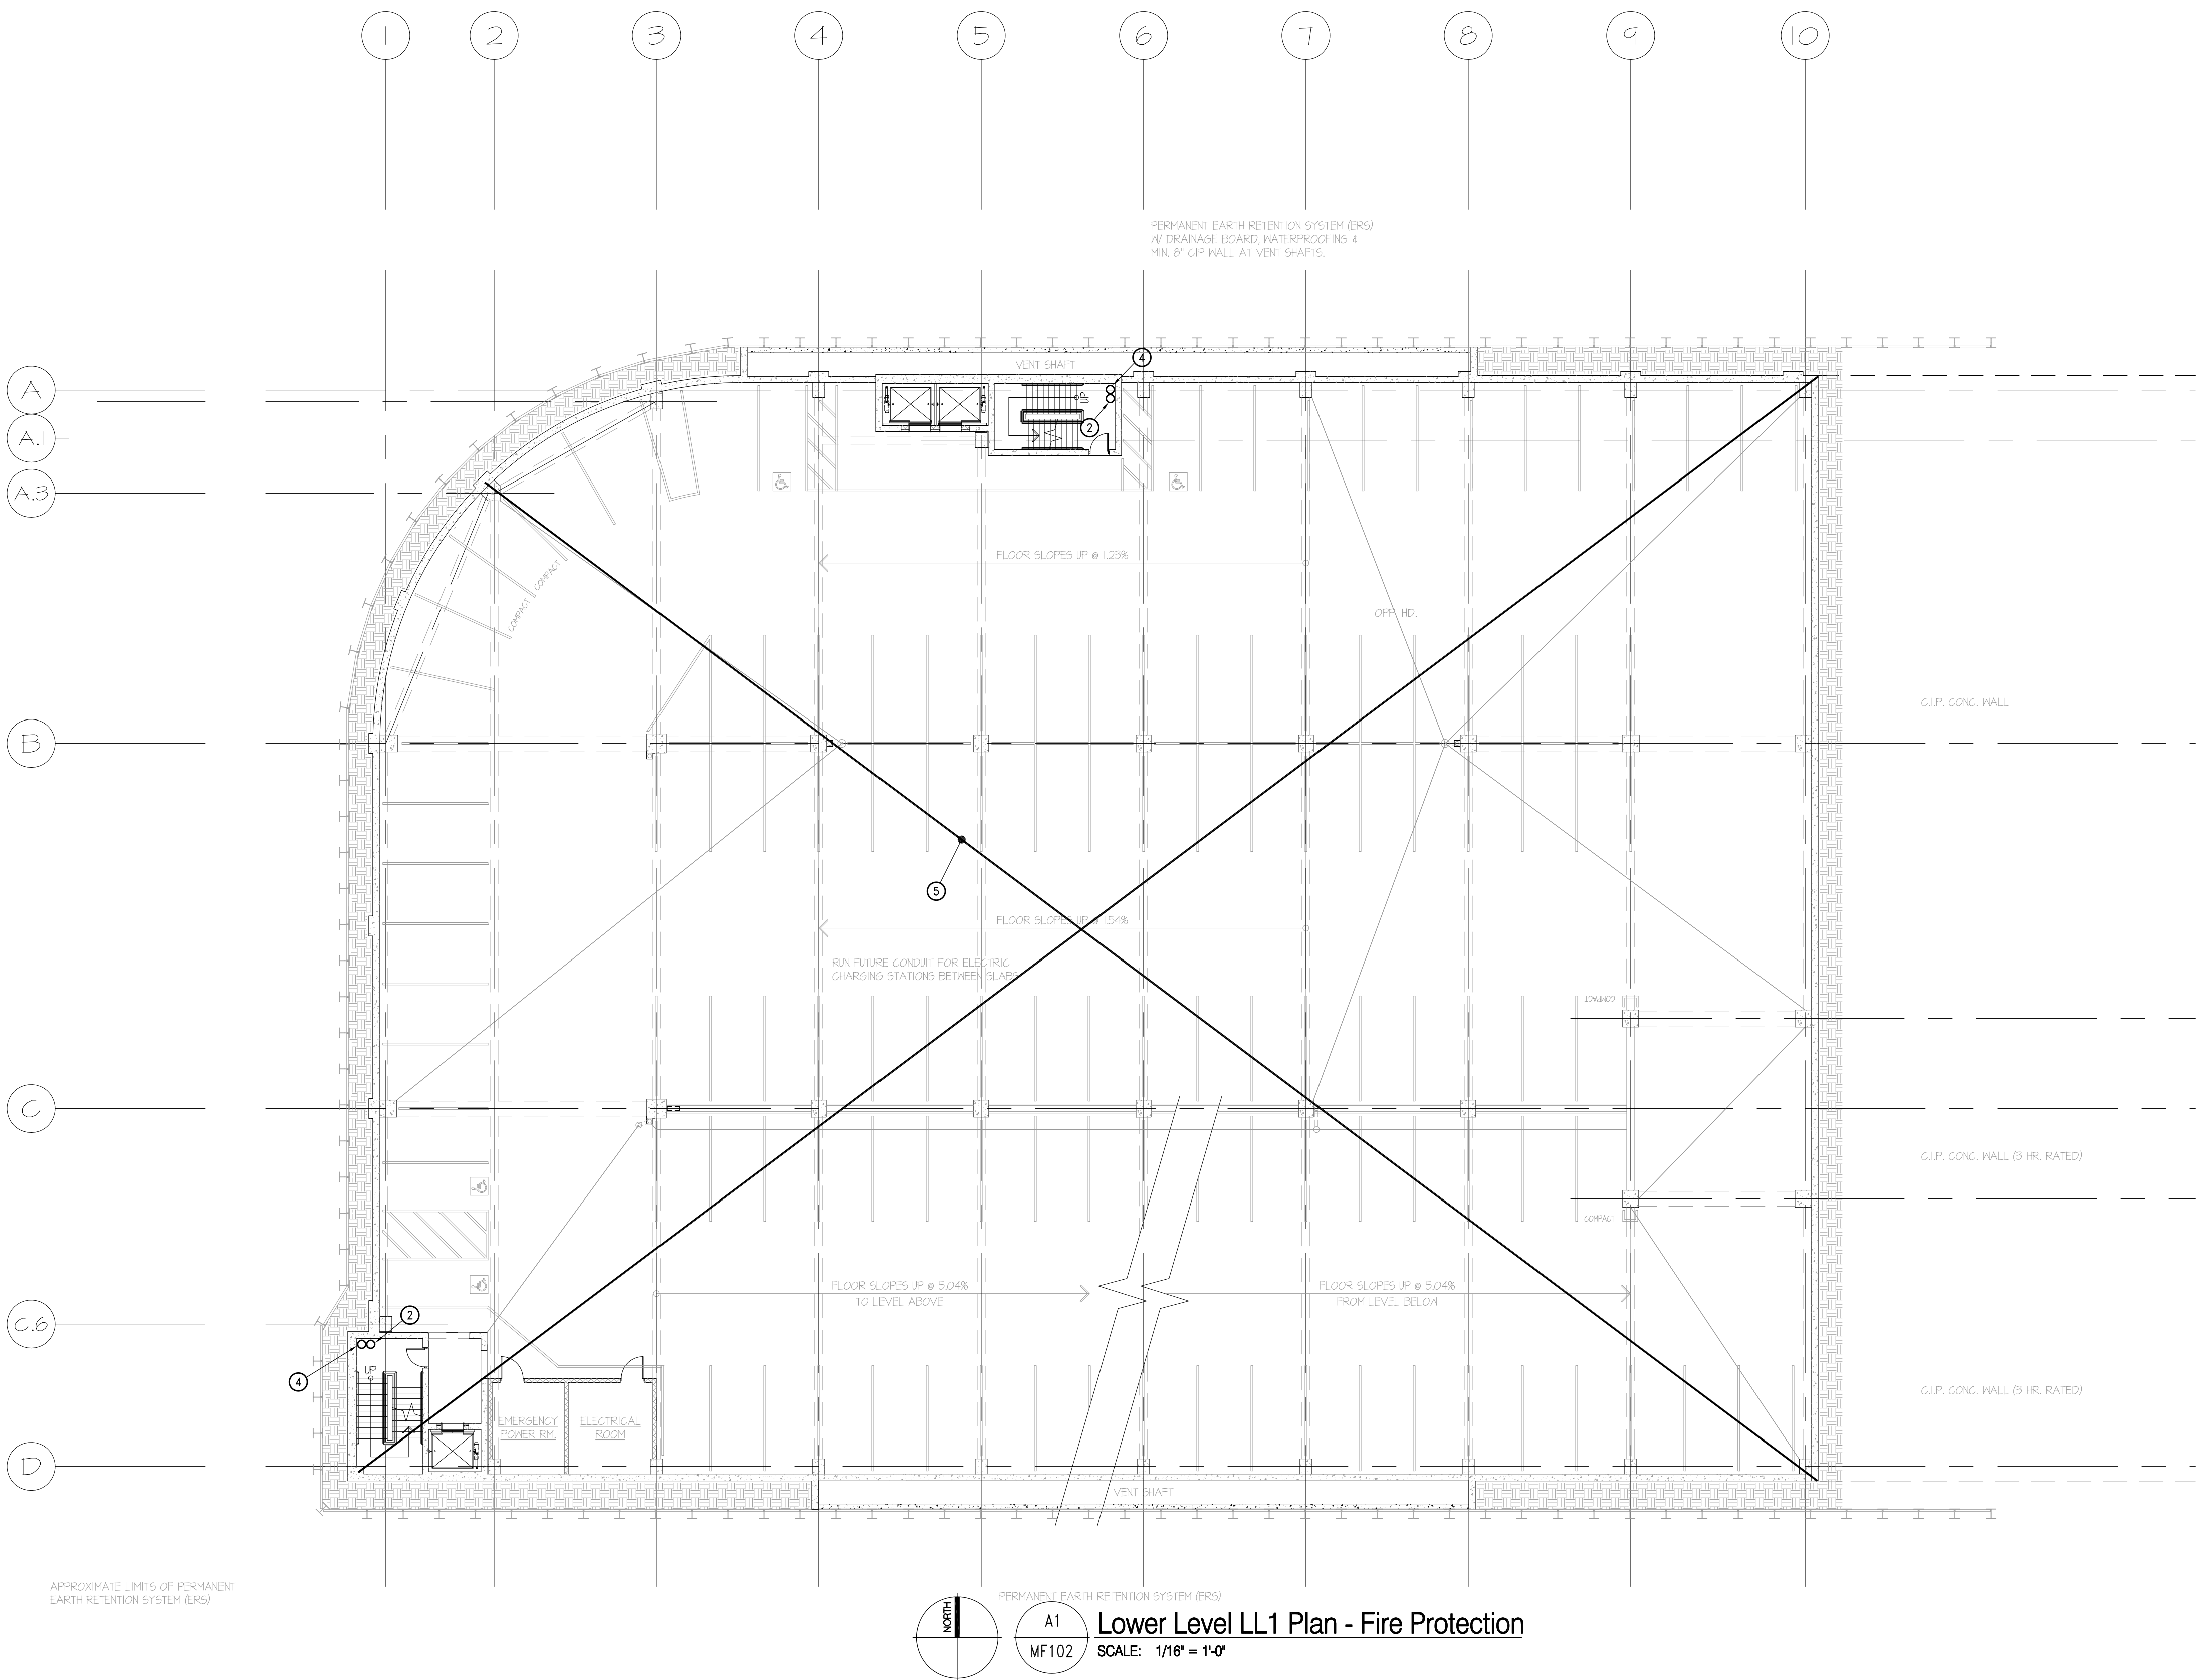 1 2 3 4 5 6 7 8 9 10
PERMANENT EARTH RETENTION SYSTEM (ERS)
W/ DRAINAGE BOARD, WATERPROOFING &
MIN. 8" CIP WALL AT VENT SHAFTS.
4
VENT SHAFT
A
UP
2
A.1
A.3
FLOOR SLOPES UP @ 1.23%
COMPACT
COMPACT
OPP. HD.
C.I.P. CONC. WALL
B
5
FLOOR SLOPES UP @ 1.54%
RUN FUTURE CONDUIT FOR ELECTRIC
CHARGING STATIONS BETWEEN SLABS
COMPACT
C
C.I.P. CONC. WALL (3 HR. RATED)
COMPACT
FLOOR SLOPES UP @ 5.04%
TO LEVEL ABOVE
FLOOR SLOPES UP @ 5.04%
FROM LEVEL BELOW
2
C.6
UP
4
C.I.P. CONC. WALL (3 HR. RATED)
EMERGENCY
POWER RM.
ELECTRICAL
ROOM
D
VENT SHAFT
APPROXIMATE LIMITS OF PERMANENT
EARTH RETENTION SYSTEM (ERS)
PERMANENT EARTH RETENTION SYSTEM (ERS)
NORTH
A1
MF102
Lower Level LL1 Plan - Fire Protection
SCALE: 1/16" = 1'-0"